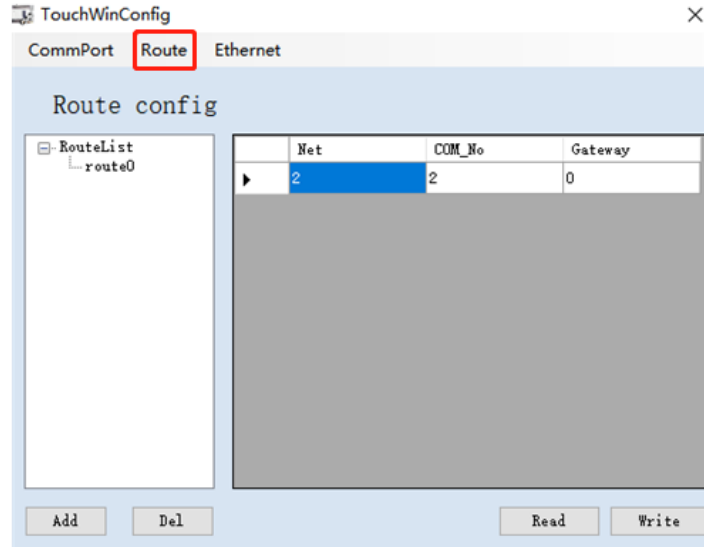 TouchWinConfig
CommPort Route Ethernet
Route config
RouteList
route0
Net COM_No Gateway
2 2 0
Add Del Read Write